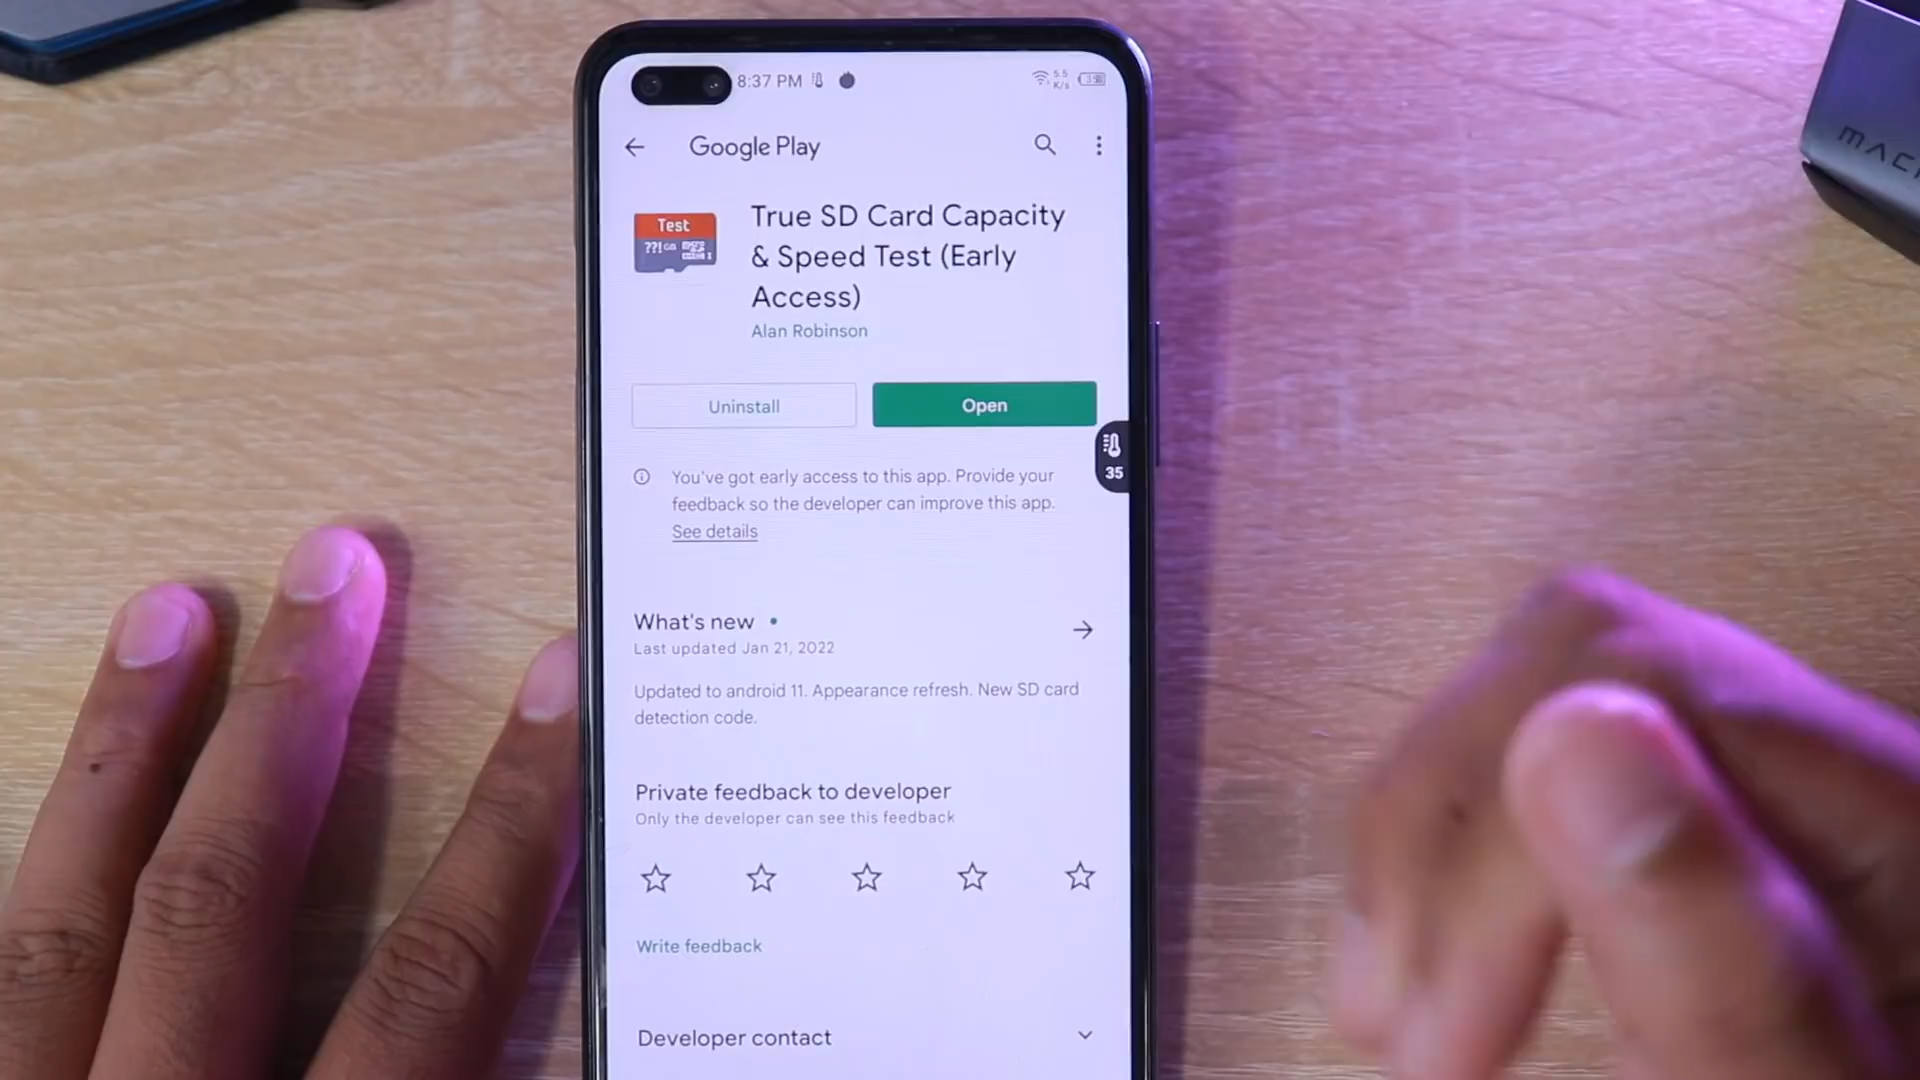 8:37 PM
5.5
K/s
Google Play
Test
??!GB micro
True SD Card Capacity
& Speed Test (Early
Access)
Alan Robinson
Uninstall
Open
35
You've got early access to this app. Provide your
feedback so the developer can improve this app.
See details
What's new
Last updated Jan 21, 2022
Updated to android 11. Appearance refresh. New SD card
detection code.
Private feedback to developer
Only the developer can see this feedback
Write feedback
Developer contact